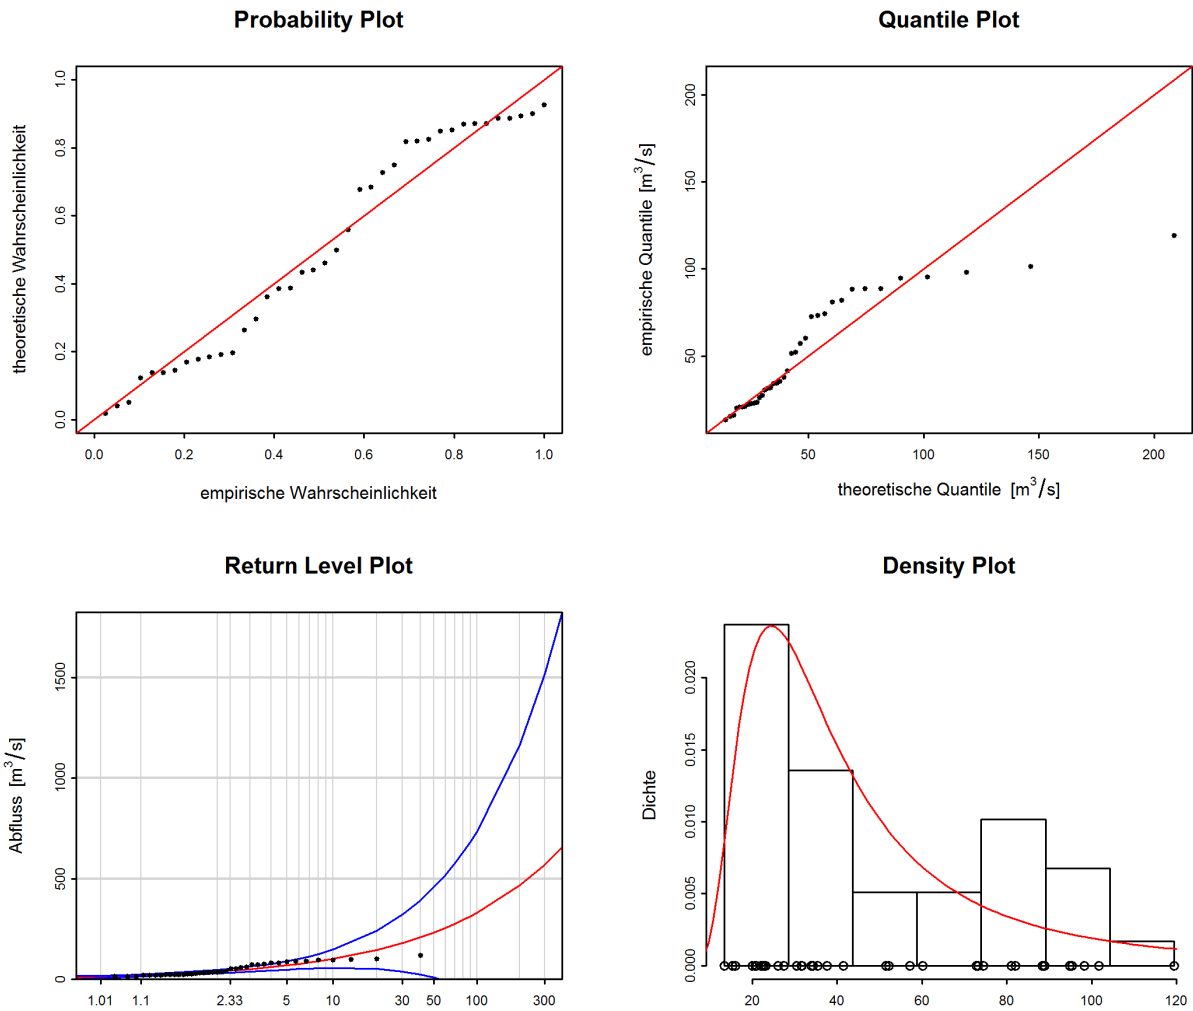 Probability Plot
theoretische Wahrscheinlichkeit
0.0 0.2 0.4 0.6 0.8 1.0
0.0 0.2 0.4 0.6 0.8 1.0
empirische Wahrscheinlichkeit
Quantile Plot
empirische Quantile [m³/s]
50 100 150 200
50 100 150 200
theoretische Quantile [m³/s]
Return Level Plot
Abfluss [m³/s]
0 500 1000 1500
1.01 1.1 2.33 5 10 30 50 100 300
Density Plot
Dichte
0.000 0.005 0.010 0.015 0.020
20 40 60 80 100 120